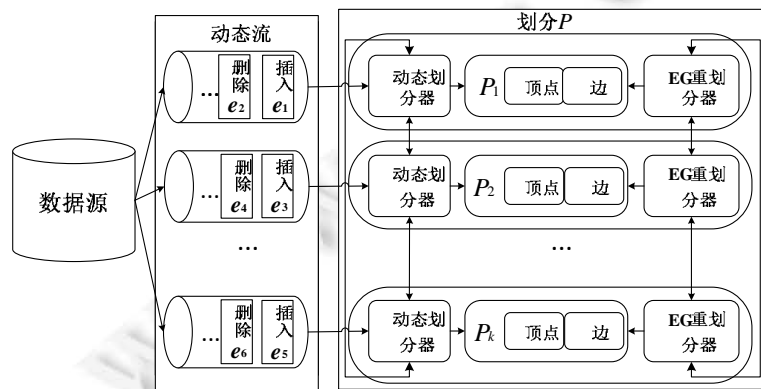 动态流
划分P
数据源
... 删除 e2 插入 e1
动态划分器
P1 顶点 边
EG重划分器
... 删除 e4 插入 e3
动态划分器
P2 顶点 边
EG重划分器
...
...
... 删除 e6 插入 e5
动态划分器
Pk 顶点 边
EG重划分器